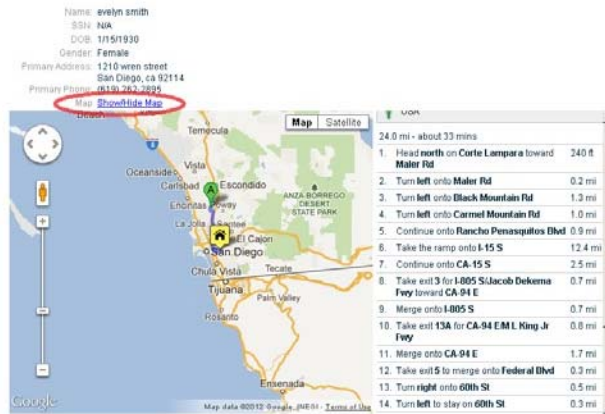 Name: evelyn smith
SSN: N/A
DOB: 1/15/1930
Gender: Female
Primary Address: 1210 wren street
San Diego, ca 92114
Primary Phone: (619) 262-2895
Map Show/Hide Map
Beach
Temecula
Map Satellite
Oceanside
Vista
Carlsbad
Escondido
A
Encinitas
Poway
ANZA-BORREGO
DESERT
STATE PARK
La Jolla
Santee
El Cajon
San Diego
Chula Vista
Tecate
Tijuana
Palm Valley
Rosarito
Ensenada
Google
Map data ©2012 Google, INEGI - Terms of Use
USA
24.0 mi - about 33 mins
1. Head north on Corte Lampara toward Maler Rd 240 ft
2. Turn left onto Maler Rd 0.2 mi
3. Turn left onto Black Mountain Rd 1.3 mi
4. Turn left onto Carmel Mountain Rd 1.0 mi
5. Continue onto Rancho Penasquitos Blvd 0.9 mi
6. Take the ramp onto I-15 S 12.4 mi
7. Continue onto CA-15 S 2.5 mi
8. Take exit 3 for I-805 S/Jacob Dekema Fwy toward CA-94 E 0.7 mi
9. Merge onto I-805 S 0.7 mi
10. Take exit 13A for CA-94 E/M L King Jr Fwy 0.8 mi
11. Merge onto CA-94 E 1.7 mi
12. Take exit 5 to merge onto Federal Blvd 0.3 mi
13. Turn right onto 60th St 0.5 mi
14. Turn left to stay on 60th St 0.3 mi